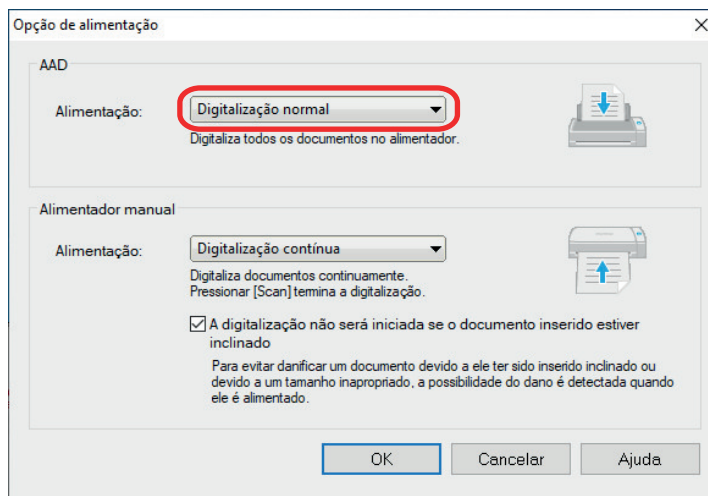 Opção de alimentação
AAD
Alimentação:
Digitalização normal
Digitaliza todos os documentos no alimentador.
Alimentador manual
Alimentação:
Digitalização contínua
Digitaliza documentos continuamente.
Pressionar [Scan] termina a digitalização.
A digitalização não será iniciada se o documento inserido estiver
inclinado
Para evitar danificar um documento devido a ele ter sido inserido inclinado ou
devido a um tamanho inapropriado, a possibilidade do dano é detectada quando
ele é alimentado.
OK
Cancelar
Ajuda